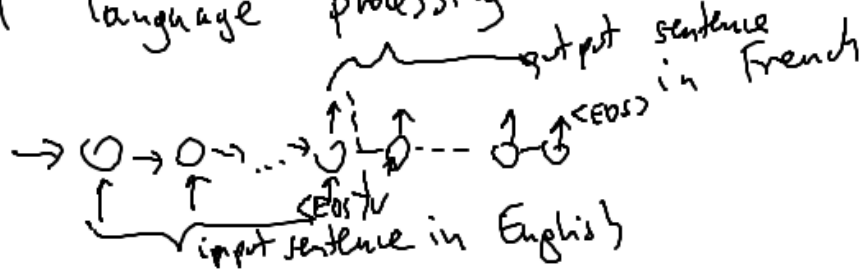 language processing
output sentence
in French
<EOS>
<EOS>
input sentence in English